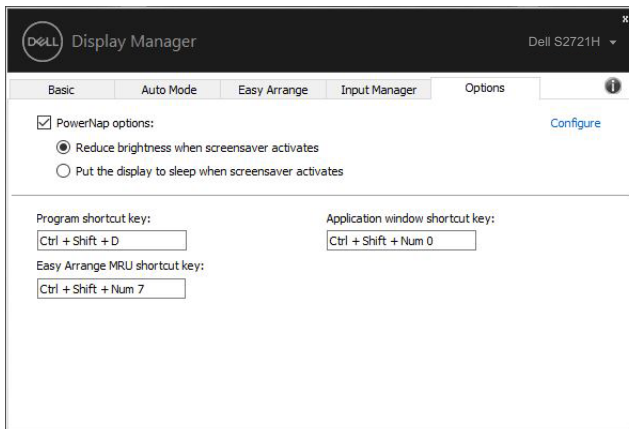 x
DELL Display Manager
Dell S2721H
Basic Auto Mode Easy Arrange Input Manager Options i
PowerNap options: Configure
Reduce brightness when screensaver activates
Put the display to sleep when screensaver activates
Program shortcut key: Application window shortcut key:
Ctrl + Shift + D Ctrl + Shift + Num 0
Easy Arrange MRU shortcut key:
Ctrl + Shift + Num 7